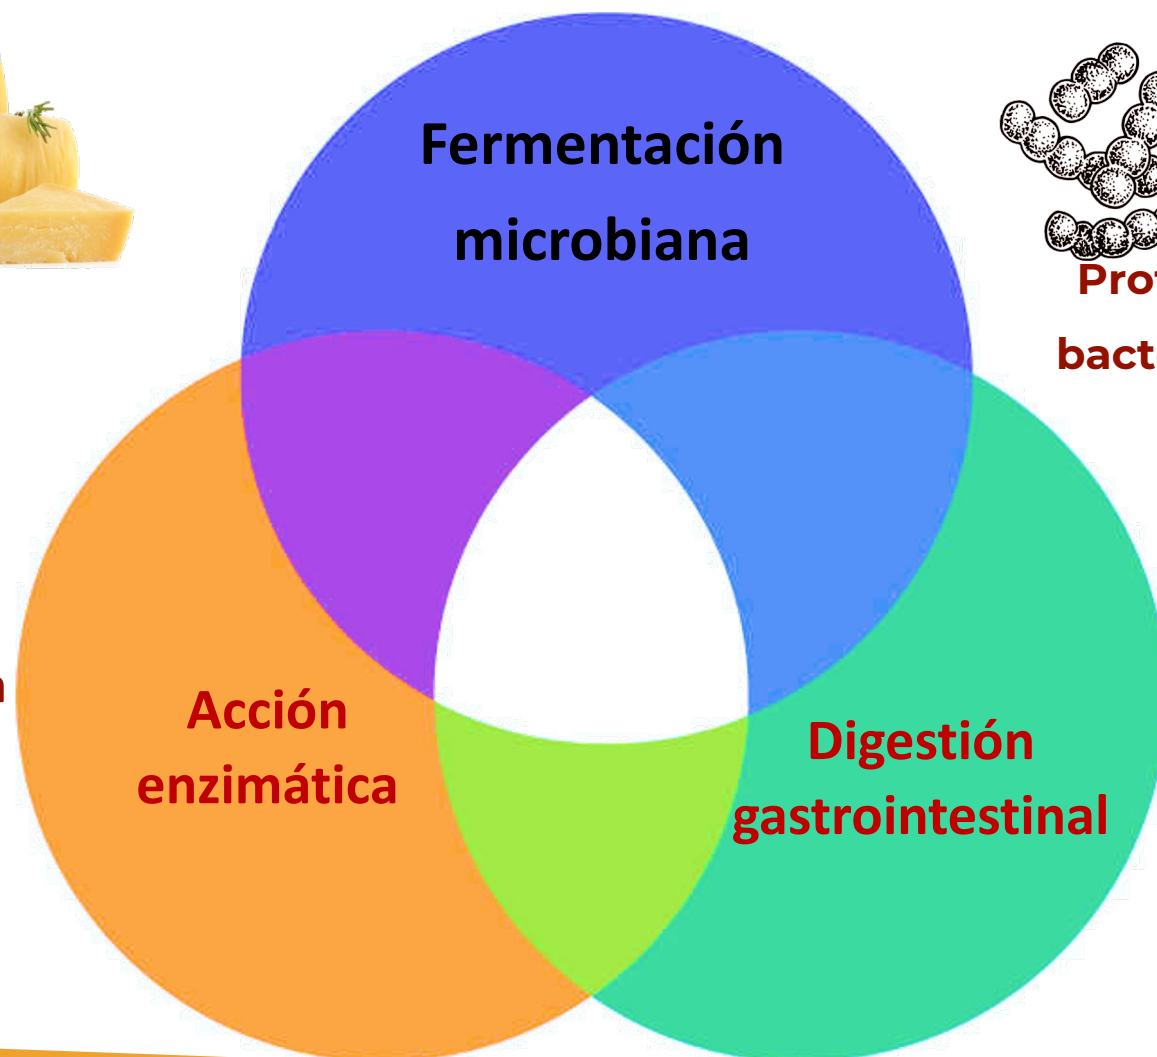 Fermentación
microbiana
Acción
enzimática
Digestión
gastrointestinal